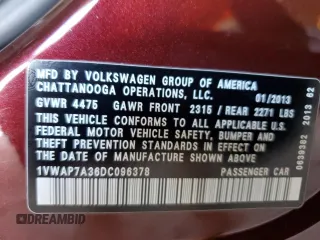 MFD. BY VOLKSWAGEN GROUP OF AMERICA
CHATTANOOGA OPERATIONS, LLC. 01/2013
GVWR 4475 GAWR FRONT 2315 / REAR 2271 LBS
THIS VEHICLE CONFORMS TO ALL APPLICABLE U.S.
FEDERAL MOTOR VEHICLE SAFETY, BUMPER, AND
THEFT PREVENTION STANDARDS IN EFFECT ON
THE DATE OF MANUFACTURE SHOWN ABOVE.
1VWAP7A36DC096378 PASSENGER CAR
0639362 2013 62